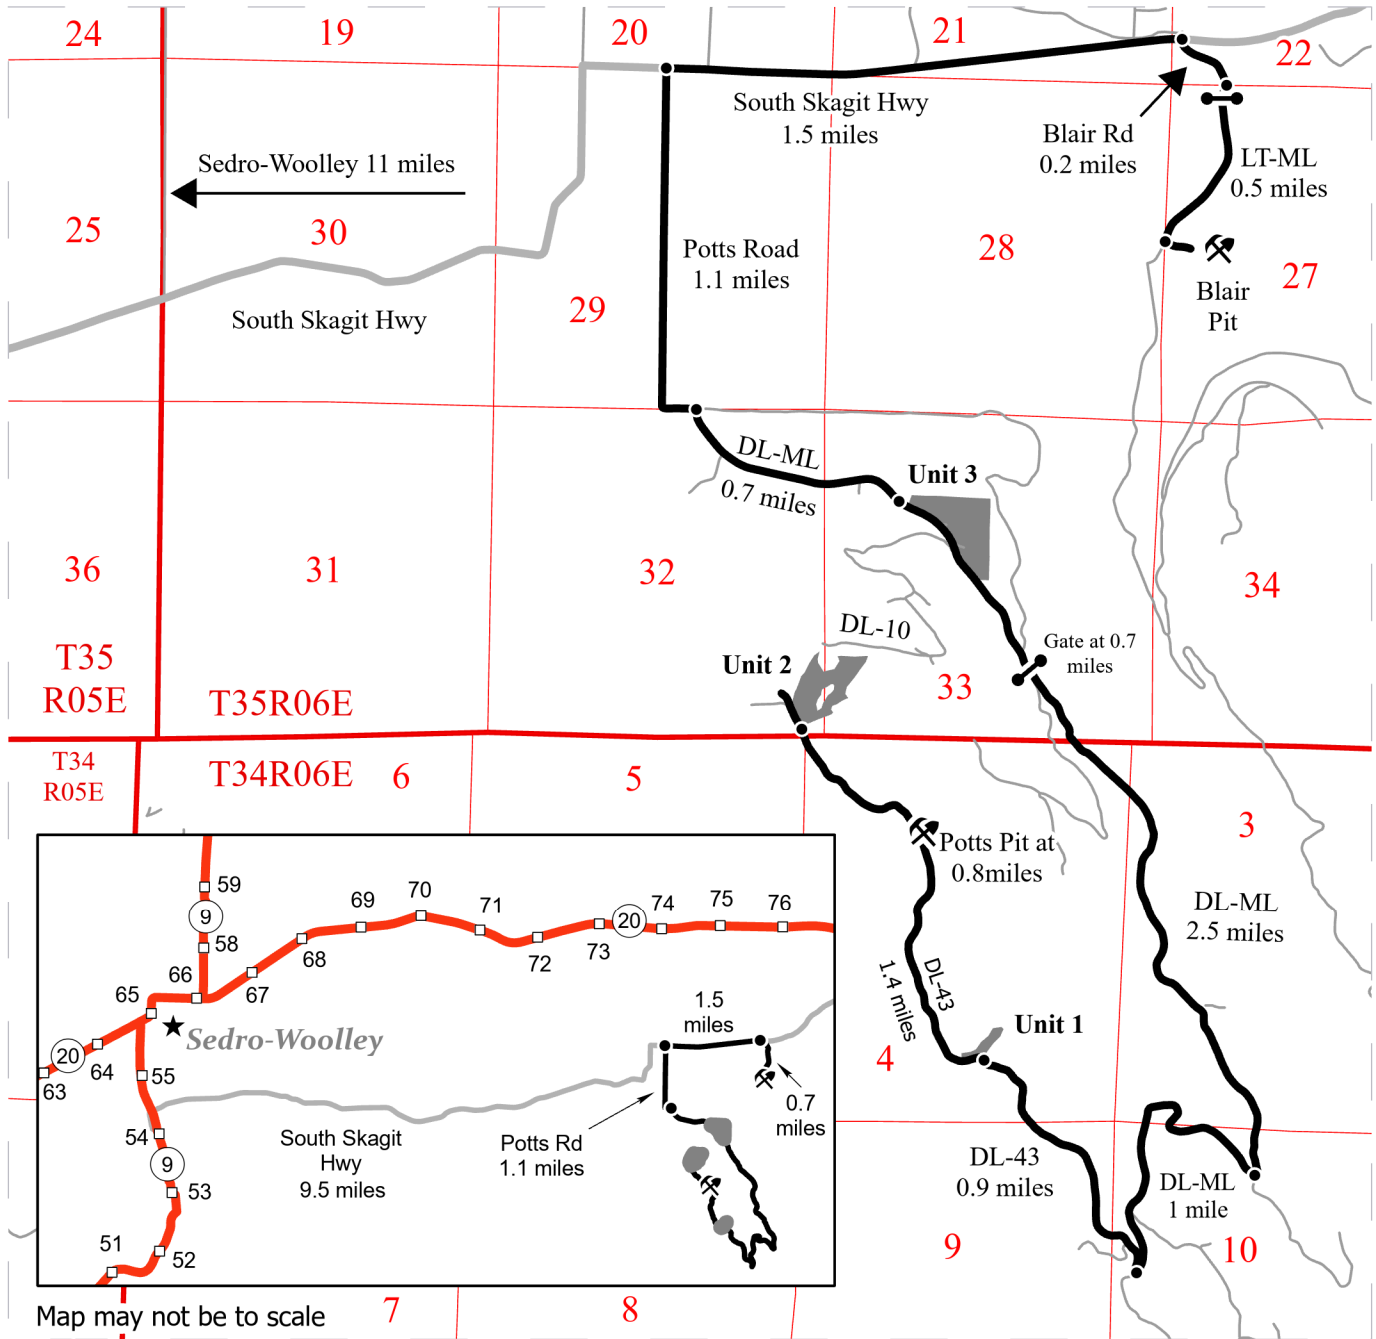 24
19
20
21
22
South Skagit Hwy
1.5 miles
Blair Rd
0.2 miles
LT-ML
0.5 miles
Sedro-Woolley 11 miles
25
30
28
27
Potts Road
1.1 miles
Blair
Pit
South Skagit Hwy
29
DL-ML
0.7 miles
Unit 3
36
31
32
34
DL-10
Gate at 0.7
miles
Unit 2
33
T35
R05E
T35R06E
T34
R05E
T34R06E
6
5
3
Potts Pit at
0.8miles
DL-ML
2.5 miles
DL-43
1.4 miles
Unit 1
4
DL-43
0.9 miles
DL-ML
1 mile
9
10
7
8
59
9
58
66
65
67
68
69
70
71
72
73
20
74
75
76
Sedro-Woolley
20
64
63
55
54
9
53
52
51
1.5
miles
0.7
miles
South Skagit
Hwy
9.5 miles
Potts Rd
1.1 miles
Map may not be to scale